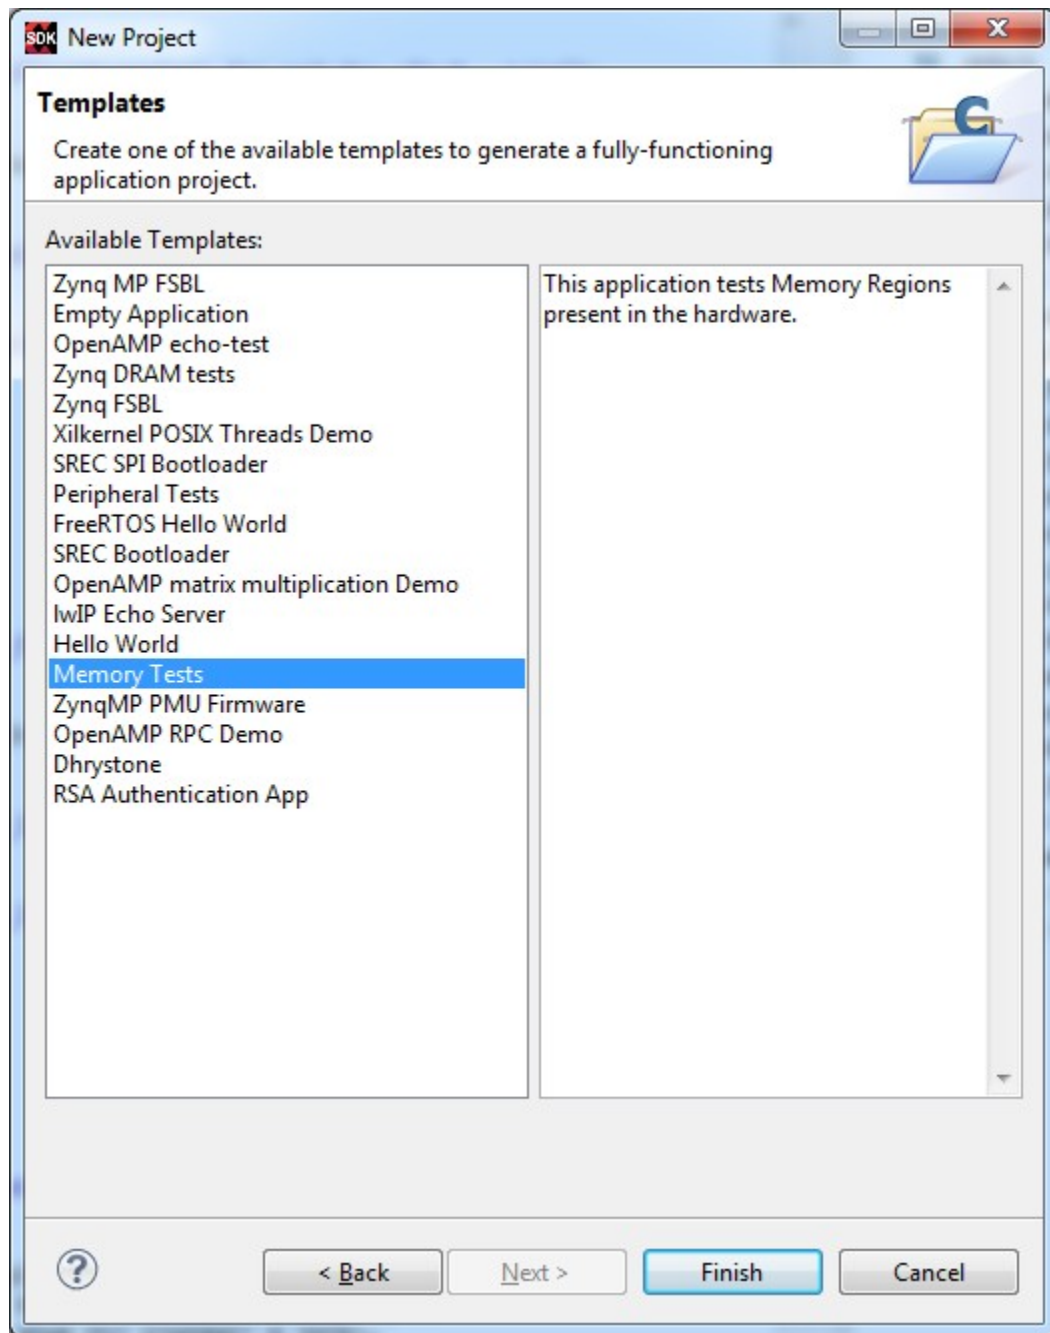 SDK New Project
Templates
Create one of the available templates to generate a fully-functioning
application project.
C
Available Templates:
Zynq MP FSBL
Empty Application
OpenAMP echo-test
Zynq DRAM tests
Zynq FSBL
Xilkernel POSIX Threads Demo
SREC SPI Bootloader
Peripheral Tests
FreeRTOS Hello World
SREC Bootloader
OpenAMP matrix multiplication Demo
lwIP Echo Server
Hello World
Memory Tests
ZynqMP PMU Firmware
OpenAMP RPC Demo
Dhrystone
RSA Authentication App
This application tests Memory Regions
present in the hardware.
?
< Back
Next >
Finish
Cancel